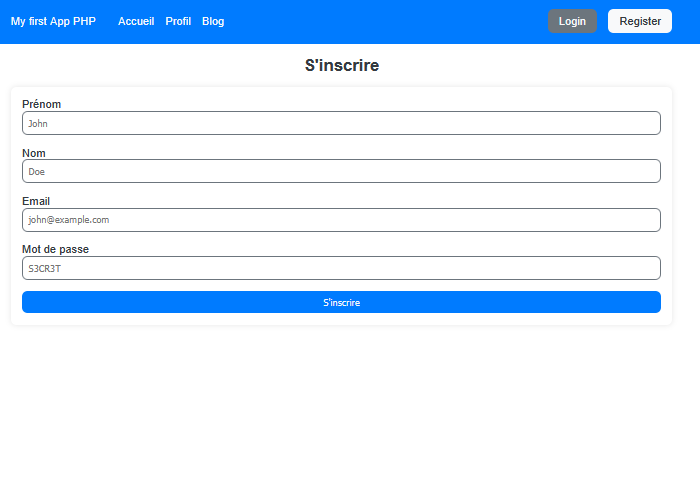 My first App PHP Accueil Profil Blog Login Register
S'inscrire
Prénom
John
Nom
Doe
Email
john@example.com
Mot de passe
S3CR3T
S'inscrire